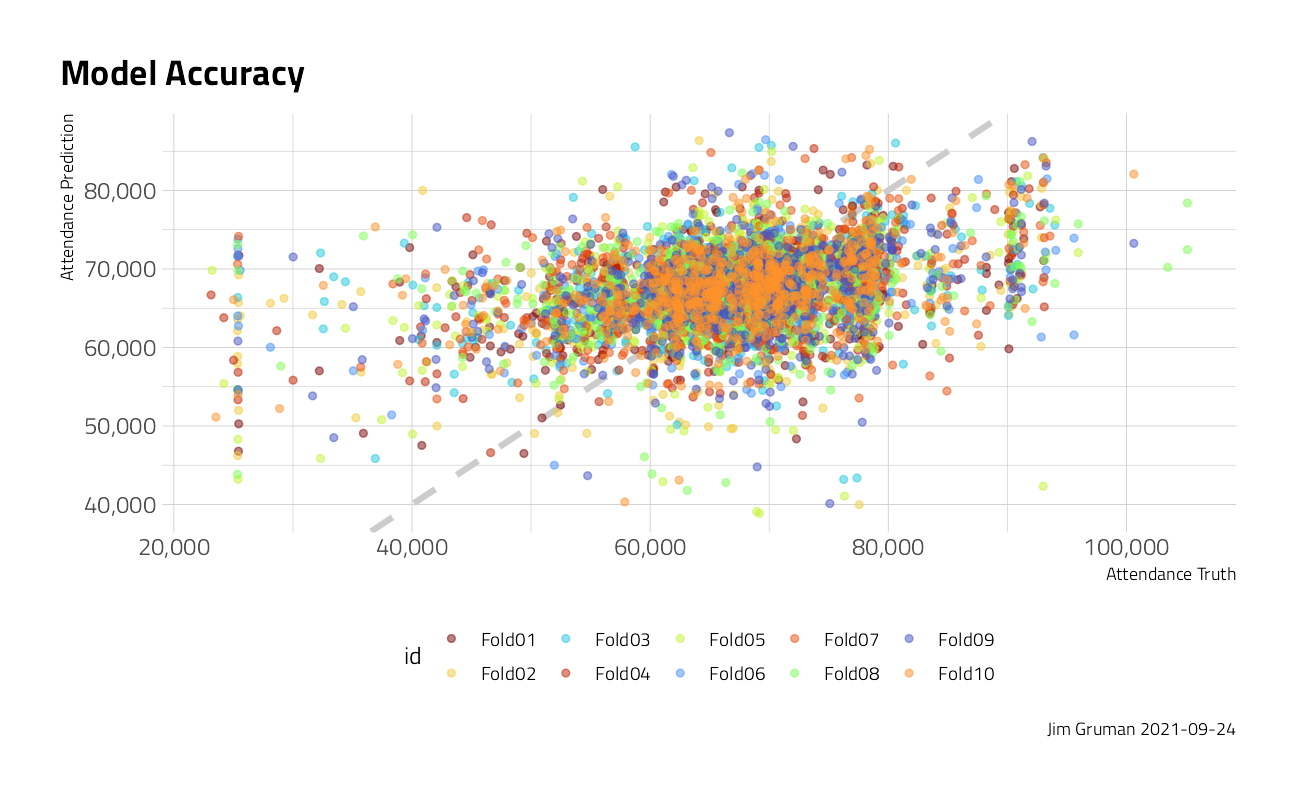 Model Accuracy
Attendance Prediction
80,000
70,000
60,000
50,000
40,000
20,000 40,000 60,000 80,000 100,000
Attendance Truth
id
Fold01 Fold03 Fold05 Fold07 Fold09
Fold02 Fold04 Fold06 Fold08 Fold10
Jim Gruman 2021-09-24